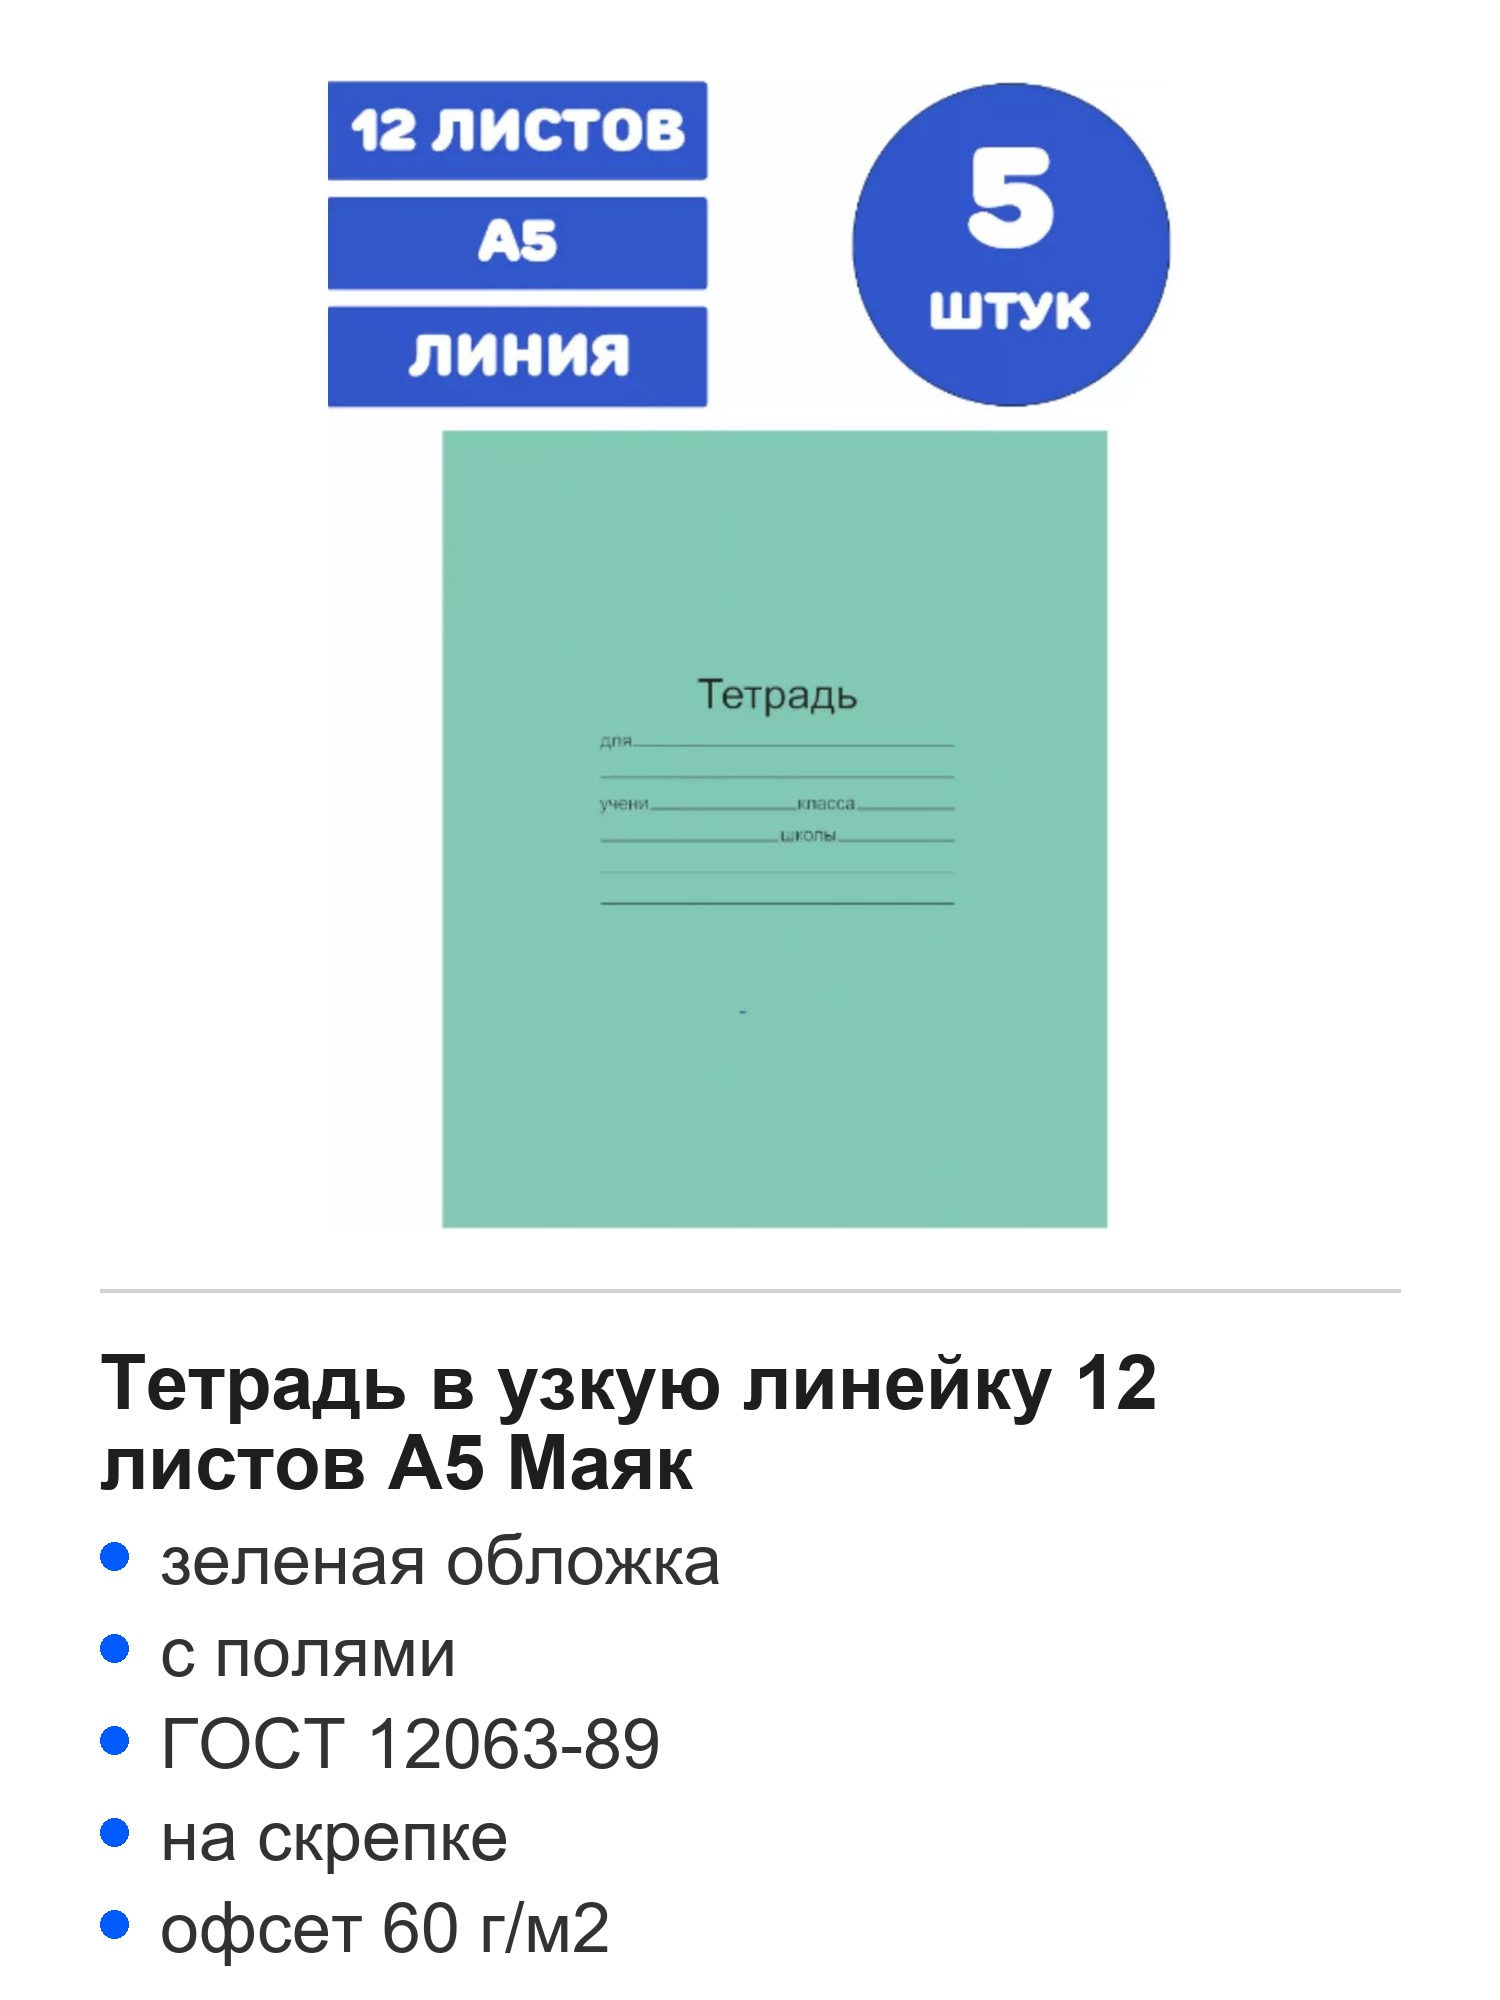 12 ЛИСТОВ
А5
ЛИНИЯ
5
ШТУК
Тетрадь
для
учени класса
школы
Тетрадь в узкую линейку 12
листов А5 Маяк
зеленая обложка
с полями
ГОСТ 12063-89
на скрепке
офсет 60 г/м2